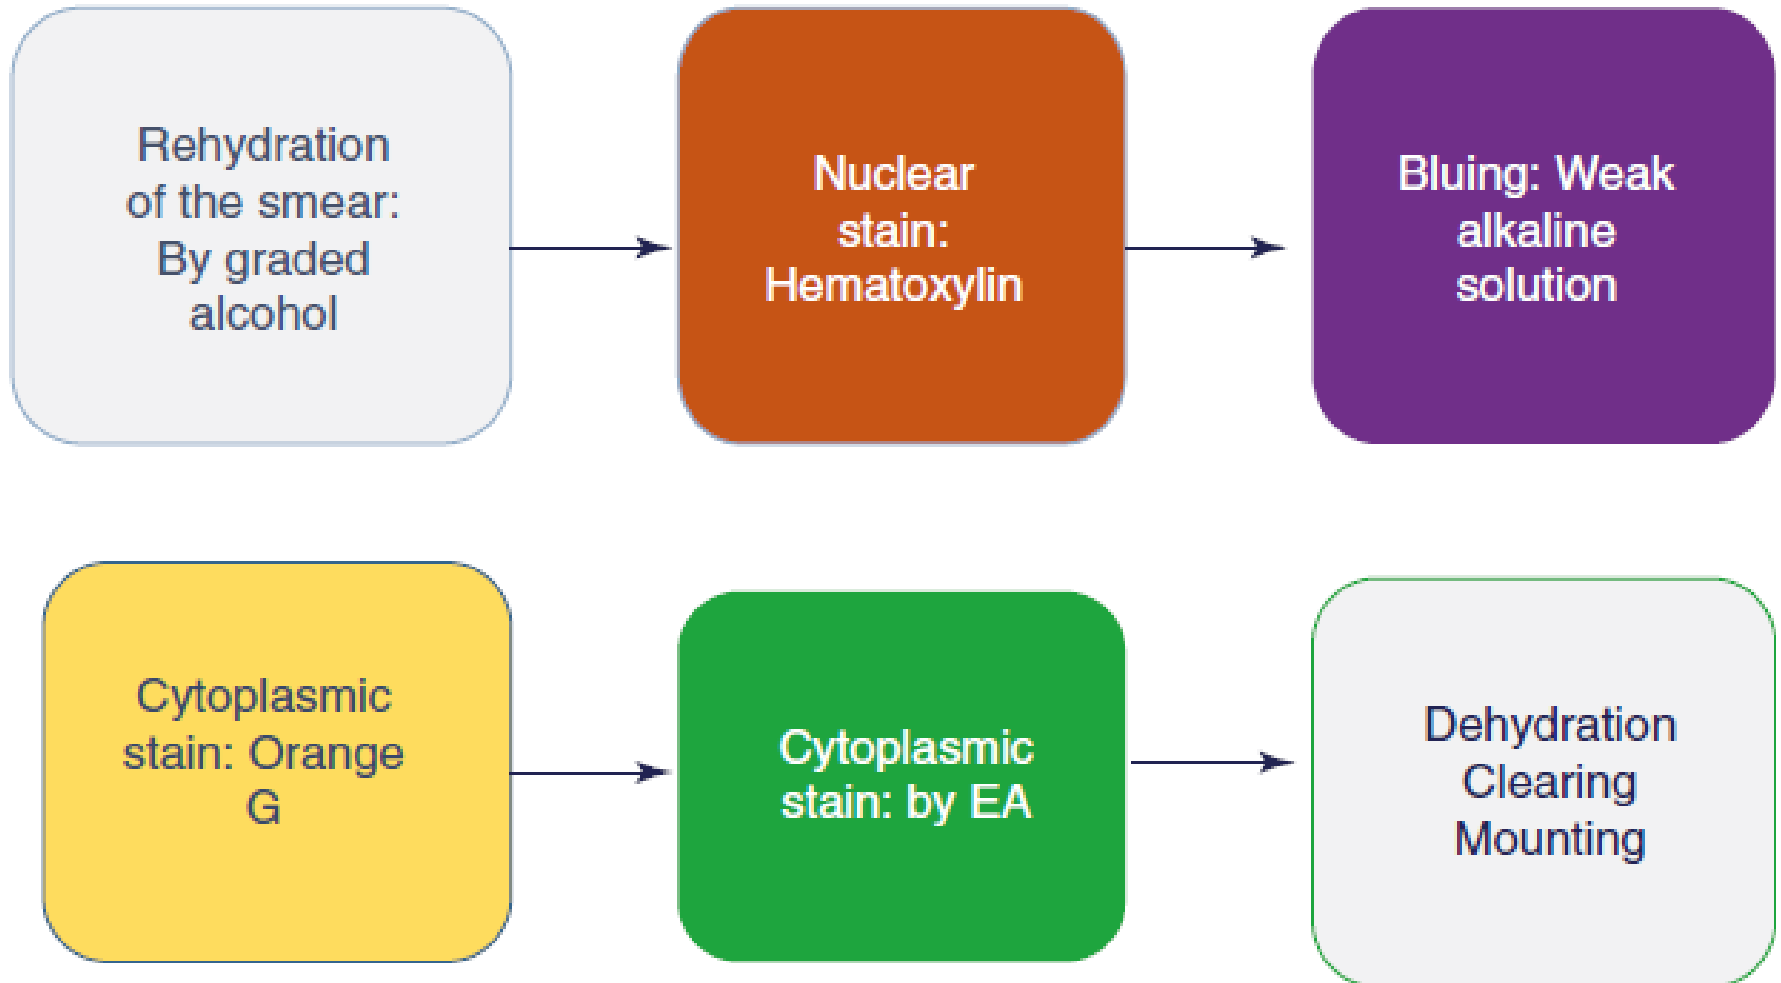 Rehydration
of the smear:
By graded
alcohol
Nuclear
stain:
Hematoxylin
Bluing: Weak
alkaline
solution
Cytoplasmic
stain: Orange
G
Cytoplasmic
stain: by EA
Dehydration
Clearing
Mounting